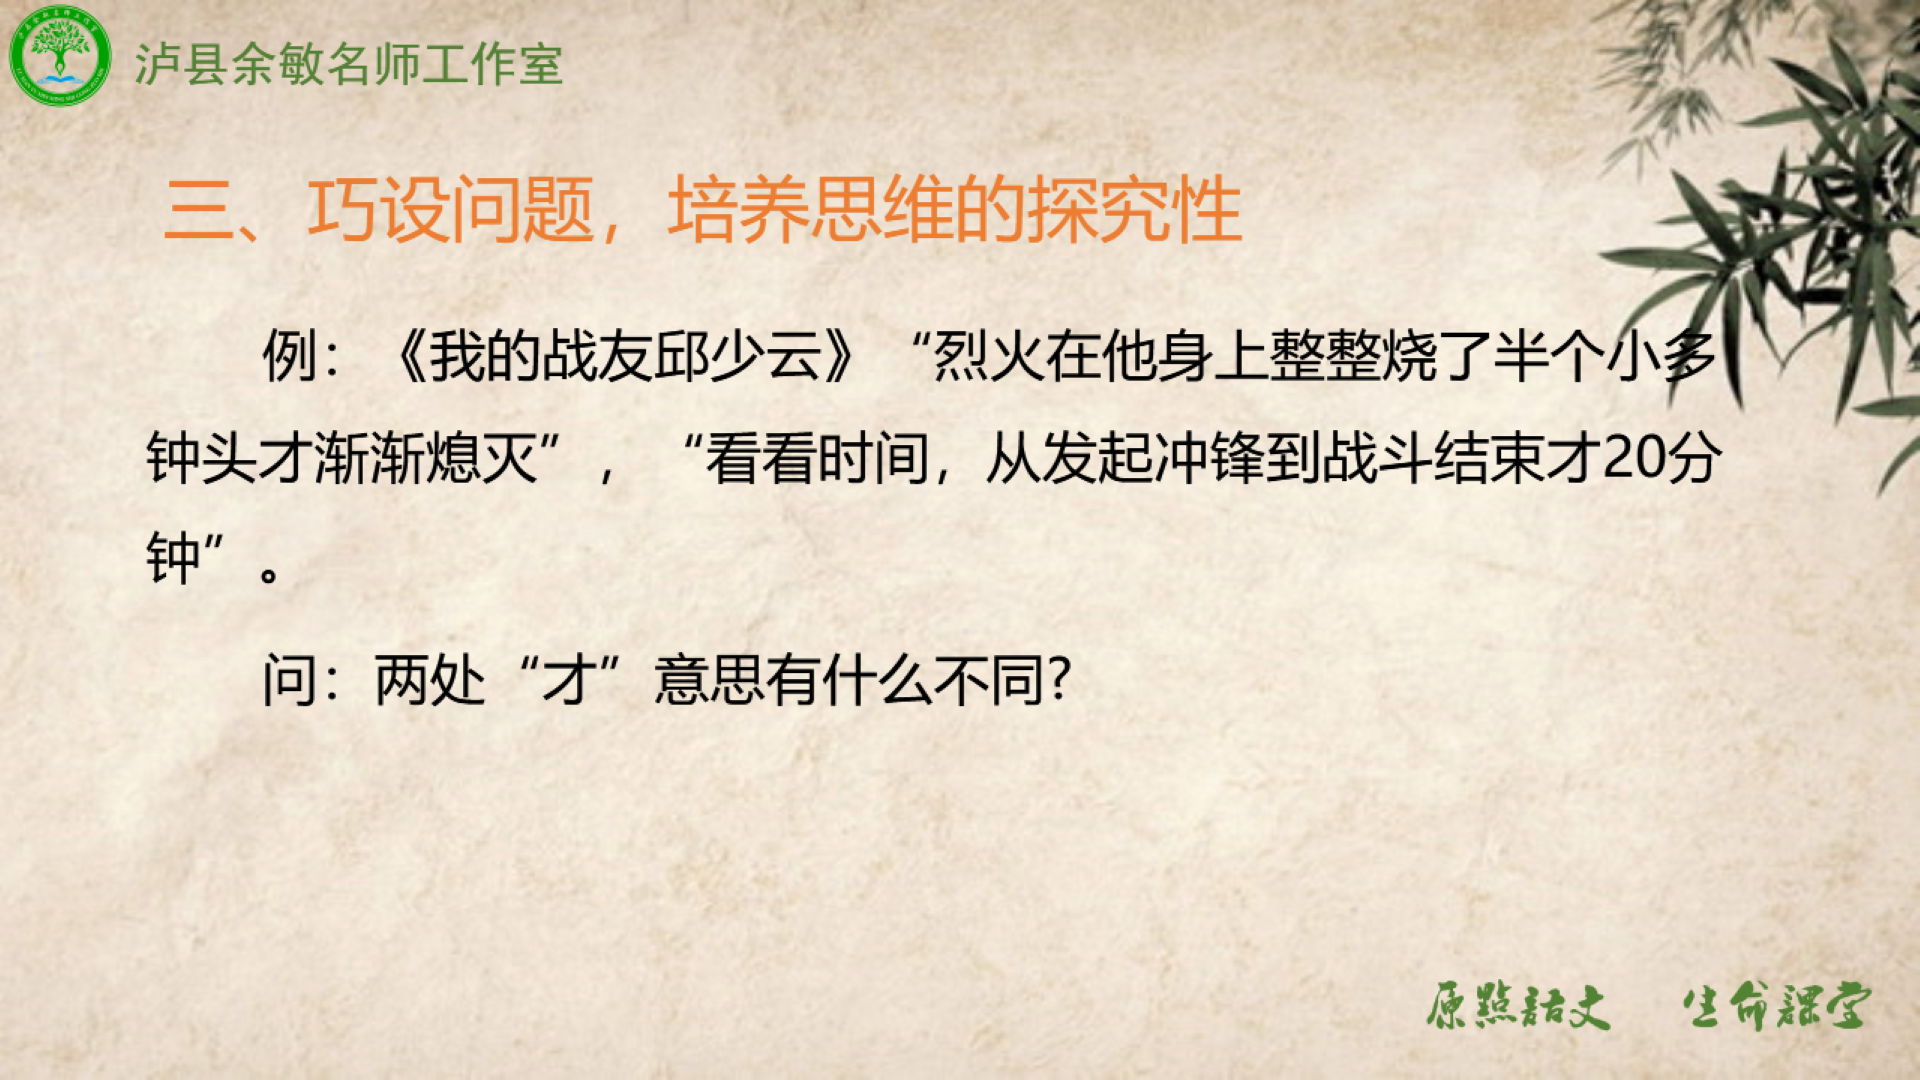 泸县余敏名师工作室
三、巧设问题，培养思维的探究性
例：《我的战友邱少云》“烈火在他身上整整烧了半个小多
钟头才渐渐熄灭”，“看看时间，从发起冲锋到战斗结束才20分
钟”。
问：两处“才”意思有什么不同？
原點語文 生命課堂